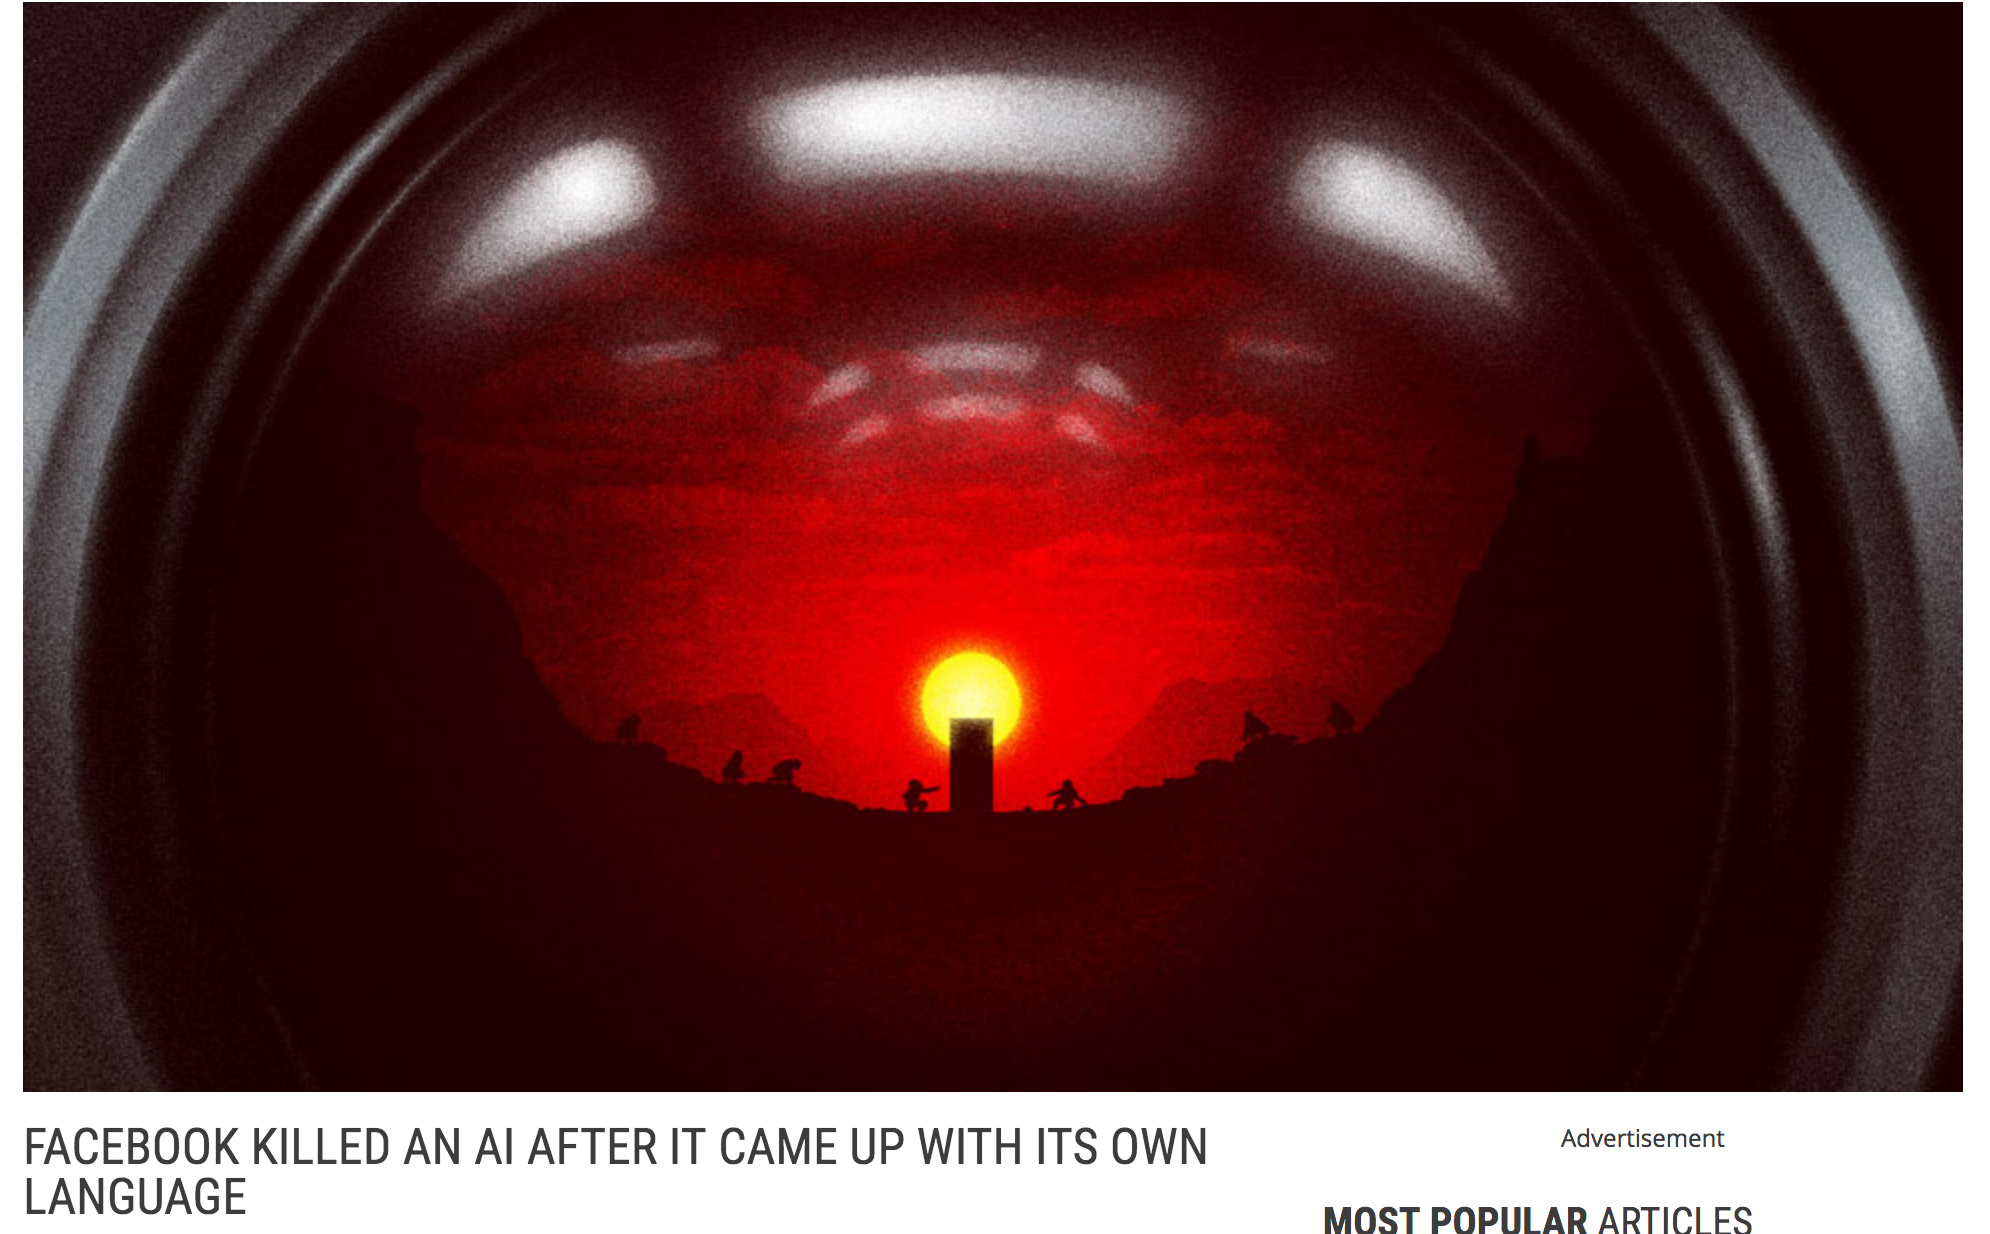 FACEBOOK KILLED AN AI AFTER IT CAME UP WITH ITS OWN
LANGUAGE
Advertisement
MOST POPULAR ARTICLES